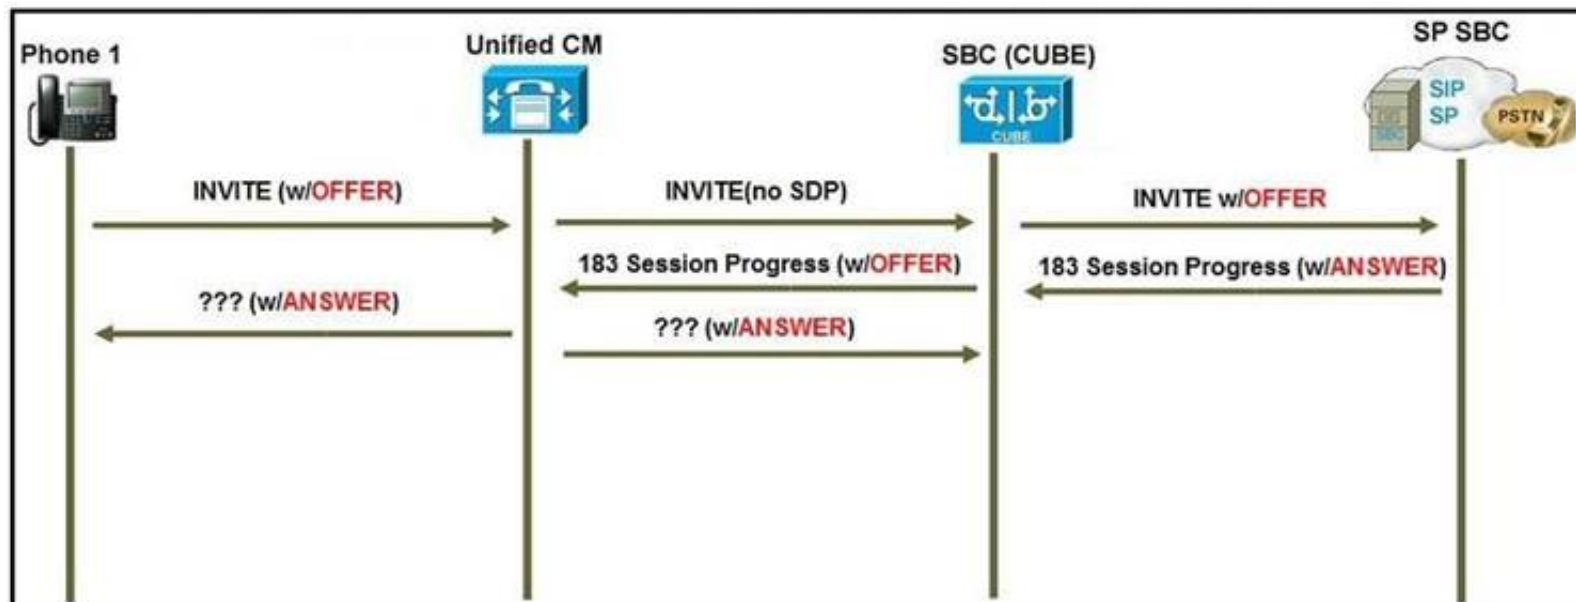 Phone 1
Unified CM
SBC (CUBE)
SP SBC
SIP
SP
SBC
PSTN
CUBE
INVITE (w/OFFER)
INVITE(no SDP)
INVITE w/OFFER
183 Session Progress (w/OFFER)
183 Session Progress (w/ANSWER)
??? (w/ANSWER)
??? (w/ANSWER)